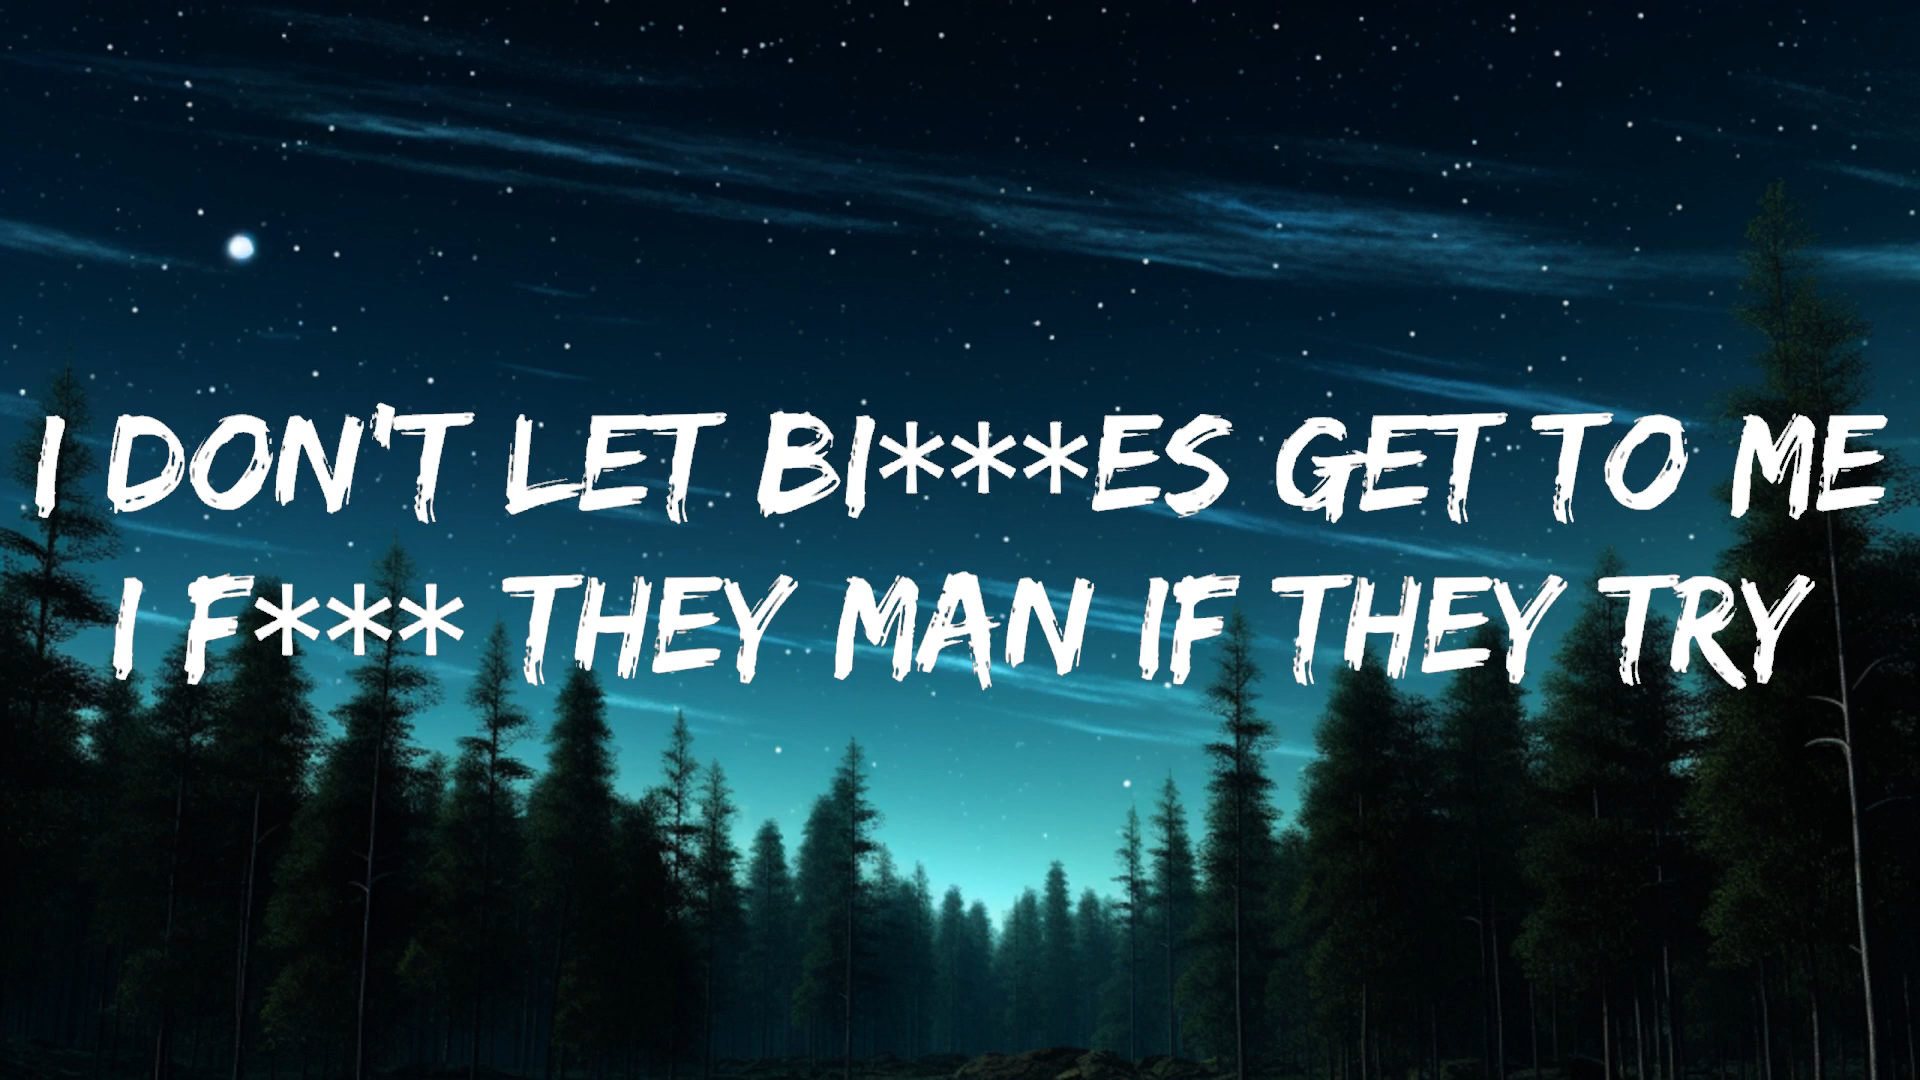 I DON'T LET BI***ES GET TO ME
I F*** THEY MAN IF THEY TRY